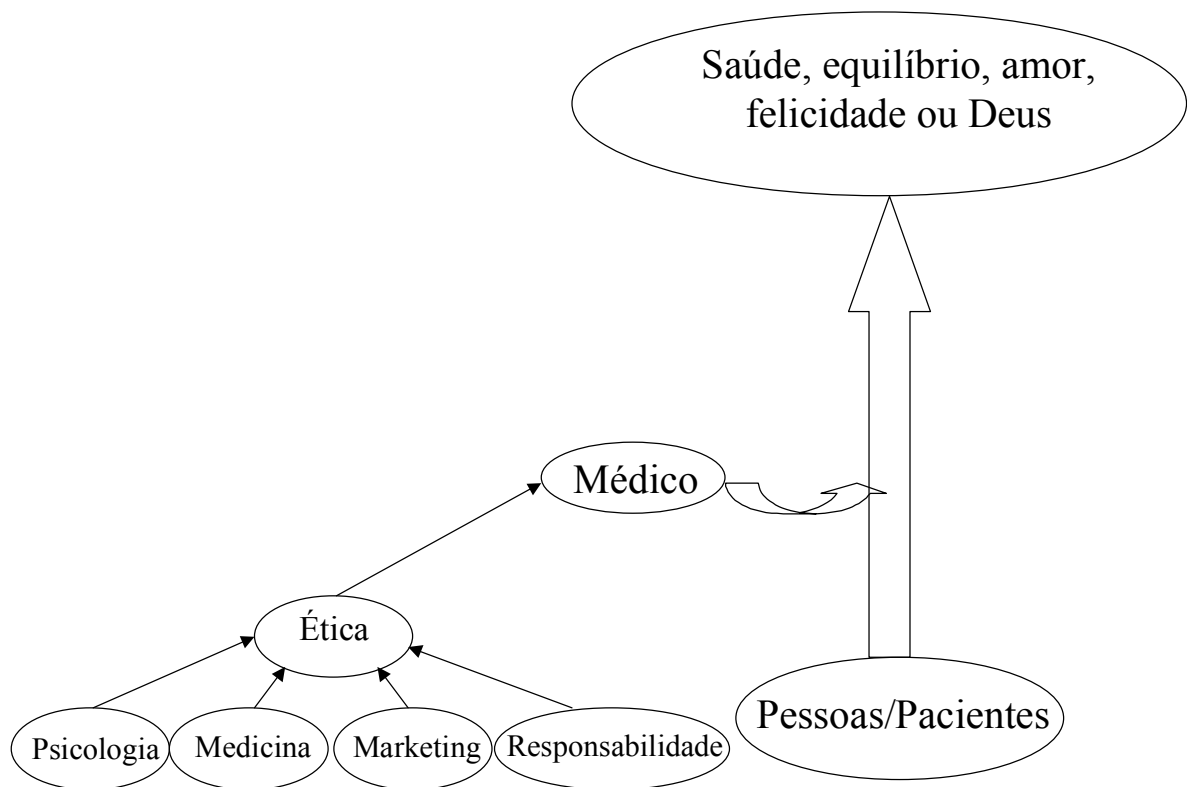 Saúde, equilíbrio, amor,
felicidade ou Deus
Médico
Ética
Pessoas/Pacientes
Psicologia
Medicina
Marketing
Responsabilidade